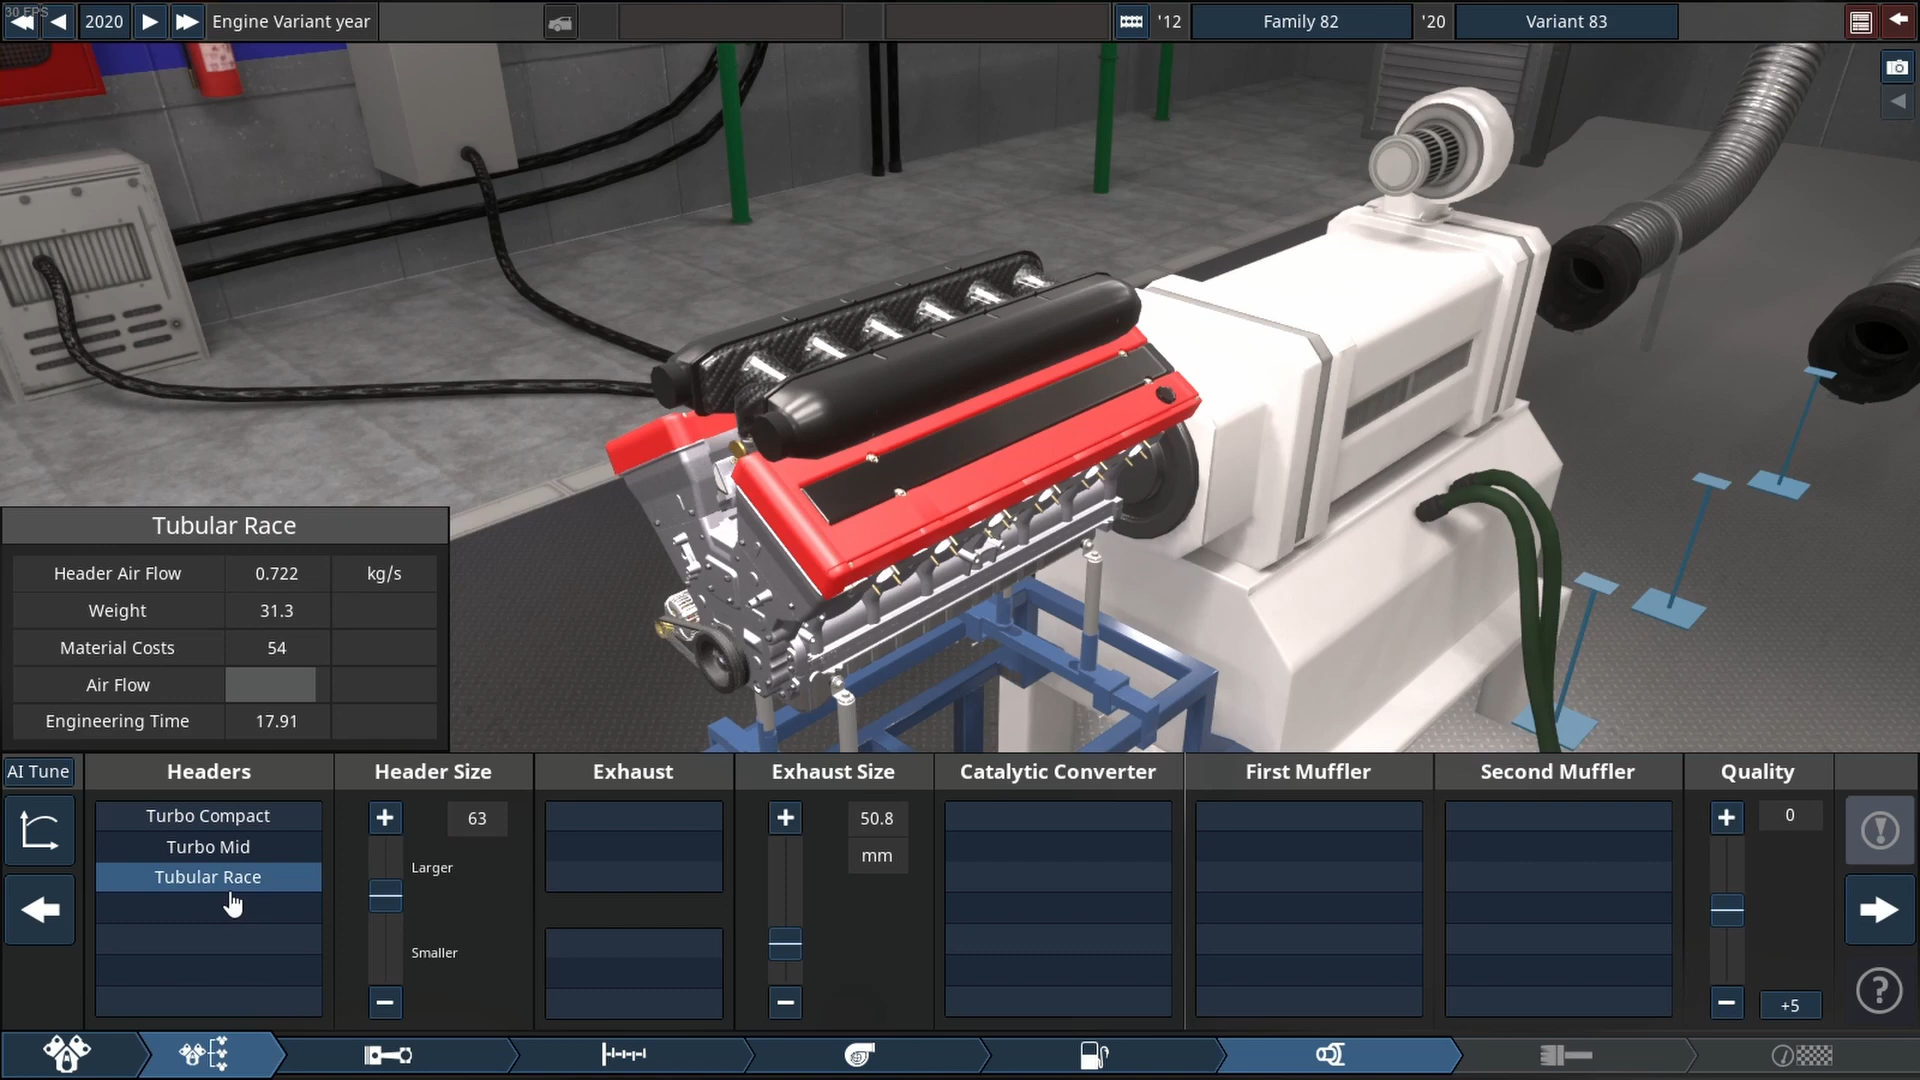 30 FPS
2020
Engine Variant year
'12
Family 82
'20
Variant 83
Tubular Race
Header Air Flow 0.722 kg/s
Weight 31.3
Material Costs 54
Air Flow
Engineering Time 17.91
AI Tune
Headers
Header Size
Exhaust
Exhaust Size
Catalytic Converter
First Muffler
Second Muffler
Quality
Turbo Compact
Turbo Mid
Tubular Race
63
Larger
Smaller
50.8
mm
0
+5